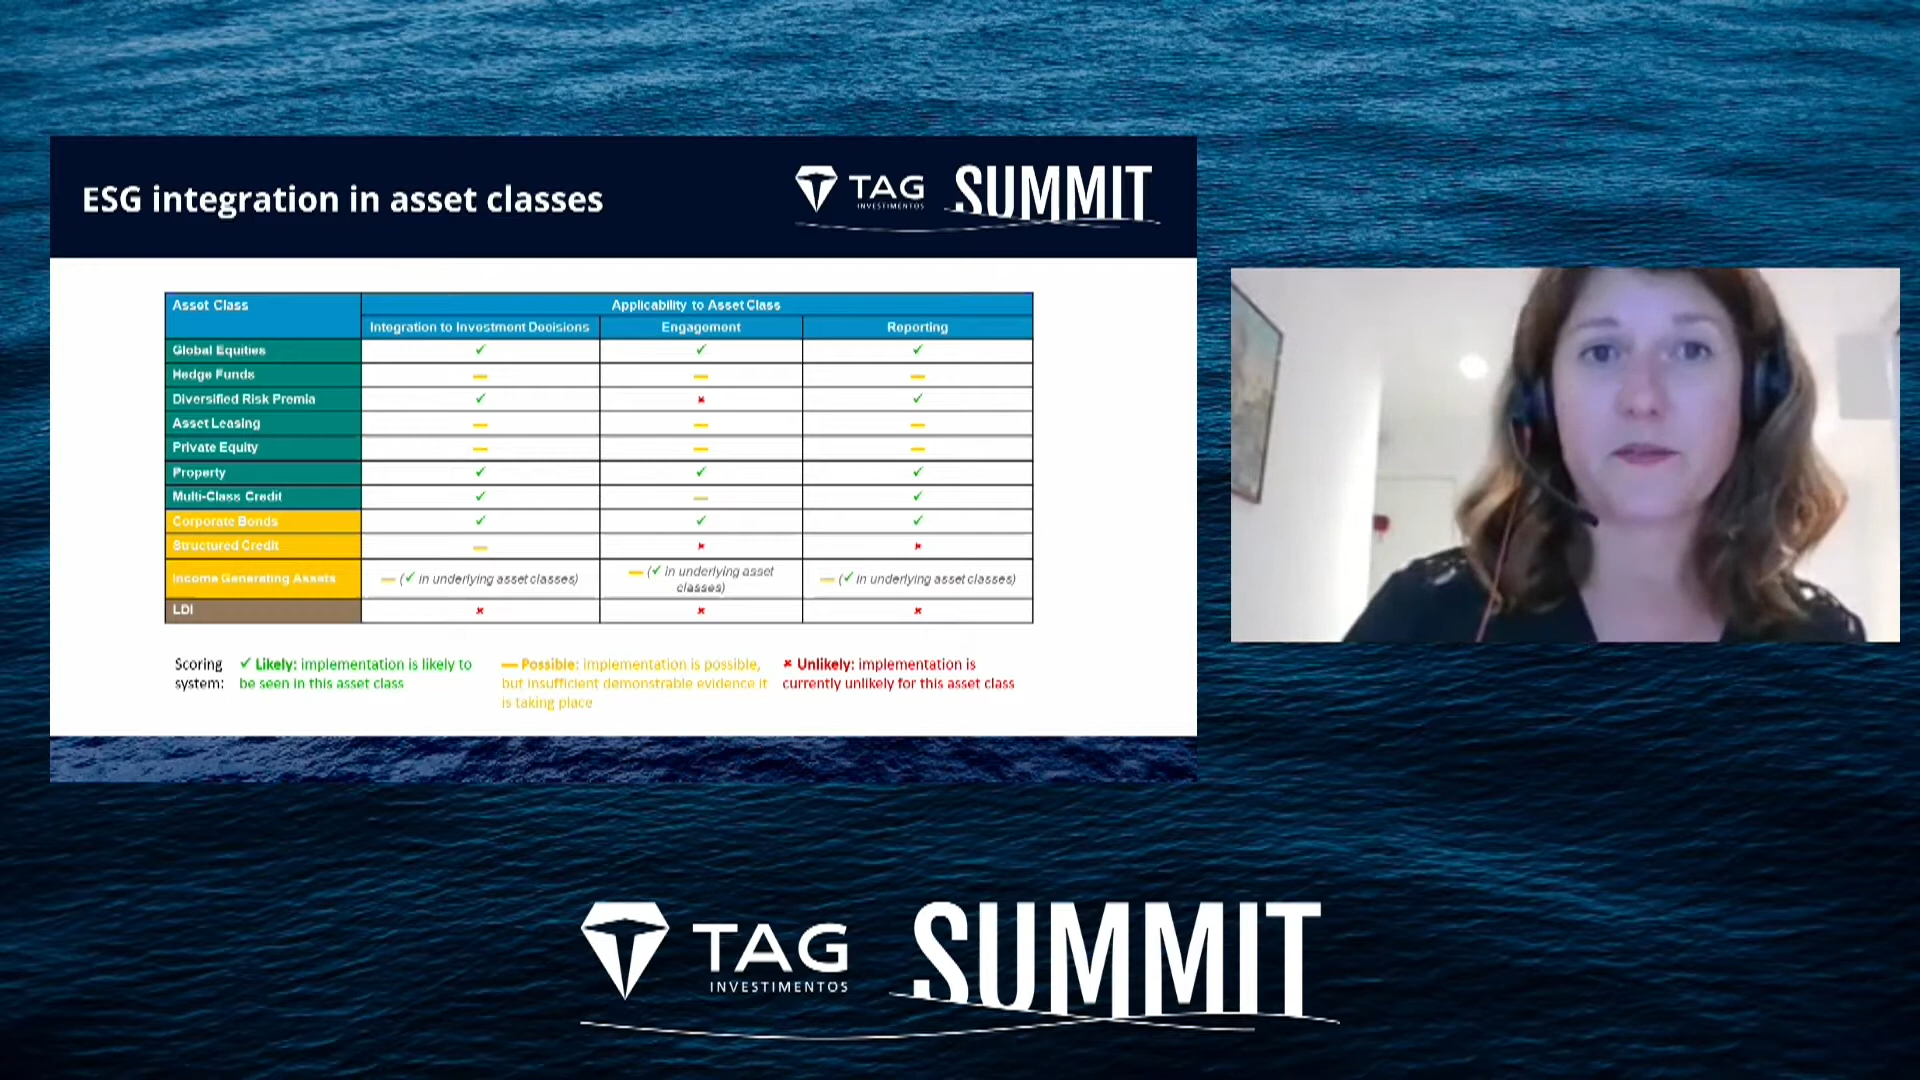 ESG integration in asset classes
TAG
INVESTIMENTOS
SUMMIT
Asset Class
Applicability to Asset Class
Integration to Investment Decisions
Engagement
Reporting
Global Equities ✓ ✓ ✓
Hedge Funds — — —
Diversified Risk Premia ✓ × ✓
Asset Leasing — — —
Private Equity — — —
Property ✓ ✓ ✓
Multi-Class Credit ✓ — ✓
Corporate Bonds ✓ ✓ ✓
Structured Credit — × ×
Income Generating Assets
— (✓ in underlying asset classes)
— (✓ in underlying asset
classes)
— (✓ in underlying asset classes)
LDI × × ×
Scoring
system:
✓ Likely: implementation is likely to
be seen in this asset class
— Possible: implementation is possible,
but insufficient demonstrable evidence it
is taking place
× Unlikely: implementation is
currently unlikely for this asset class
TAG
INVESTIMENTOS
SUMMIT